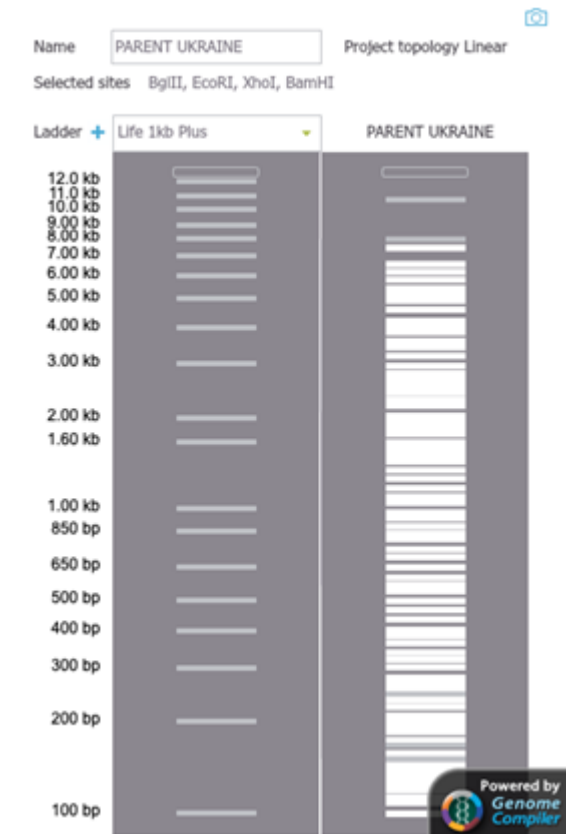 Name PARENT UKRAINE Project topology Linear
Selected sites BglII, EcoRI, XhoI, BamHI
Ladder + Life 1kb Plus PARENT UKRAINE
12.0 kb
11.0 kb
10.0 kb
9.00 kb
8.00 kb
7.00 kb
6.00 kb
5.00 kb
4.00 kb
3.00 kb
2.00 kb
1.60 kb
1.00 kb
850 bp
650 bp
500 bp
400 bp
300 bp
200 bp
100 bp
Powered by
Genome
Compiler